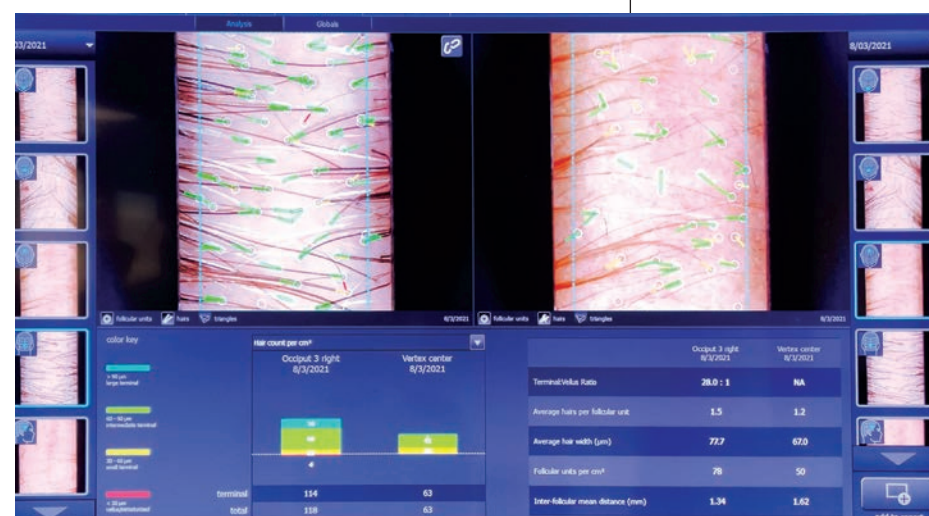 Analysis Globals
03/2021
8/03/2021
follicular units hairs triangles 8/3/2021
follicular units hairs triangles 8/3/2021
color key
large terminal
intermediate terminal
small terminal
vellus/miniaturized
Hair count per cm²
Occiput 3 right
8/3/2021
Vertex center
8/3/2021
4
terminal 114 63
total 118 63
Occiput 3 right
8/3/2021
Vertex center
8/3/2021
Terminal:Vellus Ratio 28.0 : 1 NA
Average hairs per follicular unit 1.5 1.2
Average hair width (µm) 77.7 67.0
Follicular units per cm² 78 50
Inter-follicular mean distance (mm) 1.34 1.62